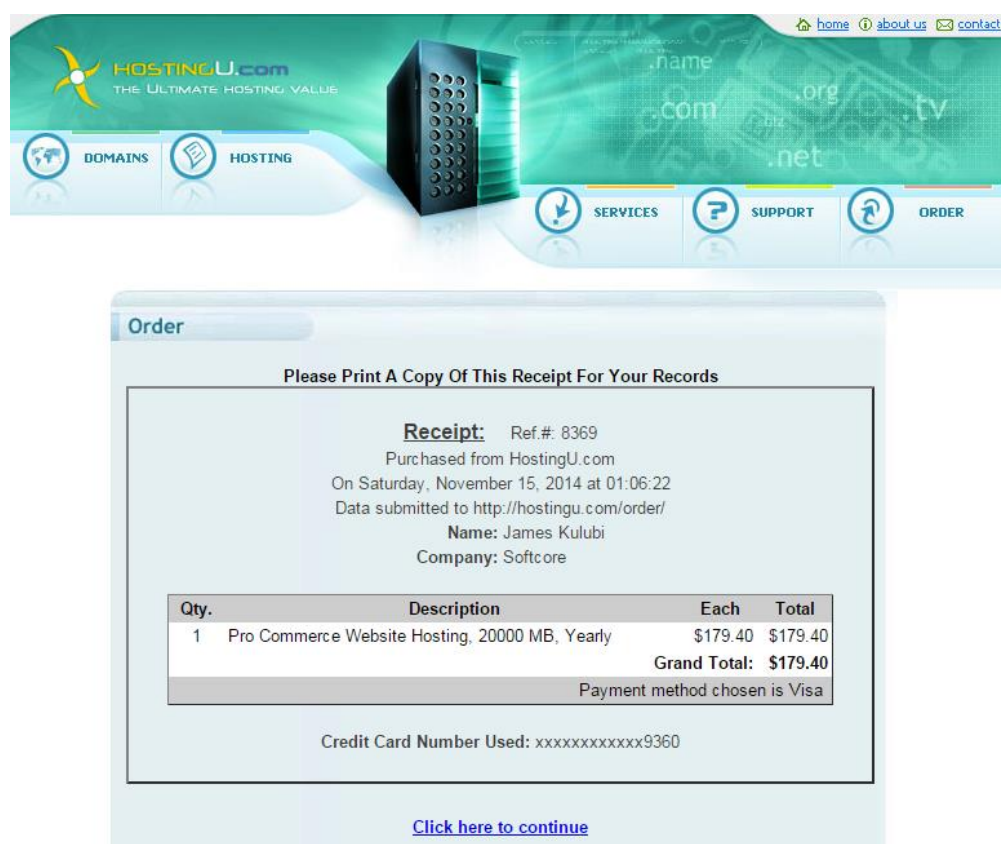 home about us contact
HOSTINGU.com
THE ULTIMATE HOSTING VALUE
.name
.com
.org
.biz
.tv
.net
DOMAINS
HOSTING
SERVICES
SUPPORT
ORDER
Order
Please Print A Copy Of This Receipt For Your Records
Receipt: Ref.#: 8369
Purchased from HostingU.com
On Saturday, November 15, 2014 at 01:06:22
Data submitted to http://hostingu.com/order/
Name: James Kulubi
Company: Softcore
Qty. Description Each Total
1 Pro Commerce Website Hosting, 20000 MB, Yearly $179.40 $179.40
Grand Total: $179.40
Payment method chosen is Visa
Credit Card Number Used: xxxxxxxxxxxx9360
Click here to continue